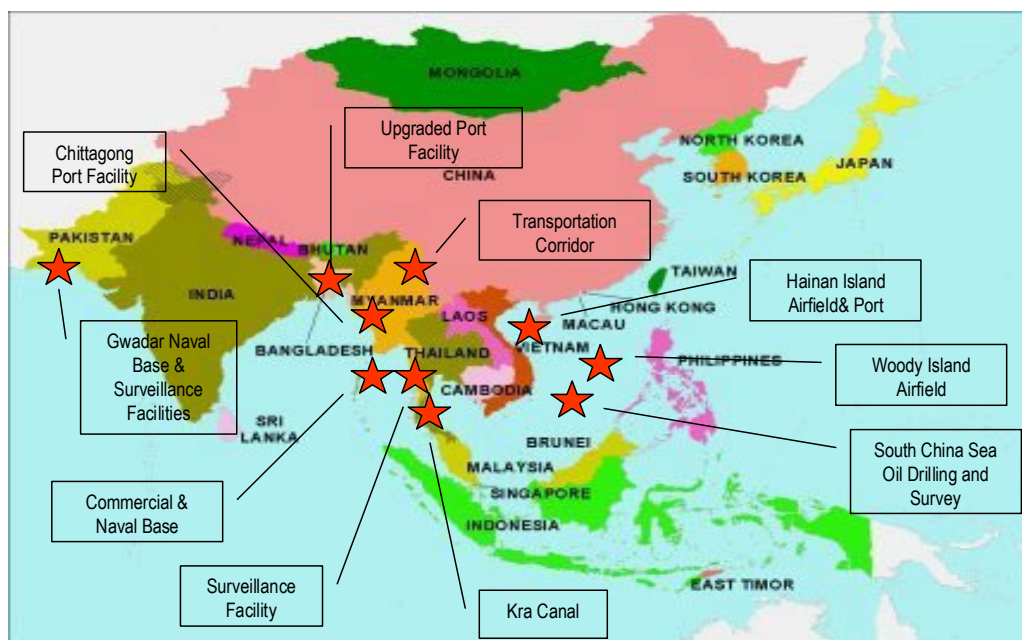 MONGOLIA
Upgraded Port
Facility
Chittagong
Port Facility
CHINA
NORTH KOREA
SOUTH KOREA
JAPAN
PAKISTAN
NEPAL
BHUTAN
Transportation
Corridor
TAIWAN
INDIA
MYANMAR
Hainan Island
Airfield& Port
HONG KONG
LAOS
MACAU
BANGLADESH
THAILAND
VIETNAM
PHILIPPINES
Gwadar Naval
Base &
Surveillance
Facilities
Woody Island
Airfield
CAMBODIA
SRI
LANKA
BRUNEI
South China Sea
Oil Drilling and
Survey
MALAYSIA
SINGAPORE
Commercial &
Naval Base
INDONESIA
Surveillance
Facility
Kra Canal
EAST TIMOR